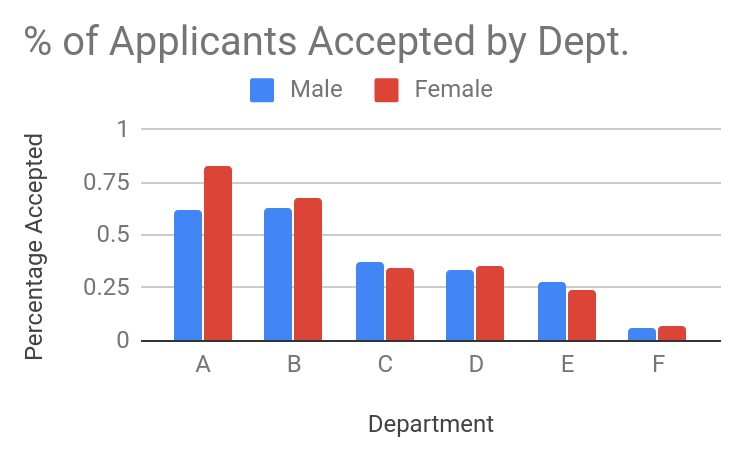 % of Applicants Accepted by Dept.
Male Female
Percentage Accepted
1
0.75
0.5
0.25
0
A B C D E F
Department